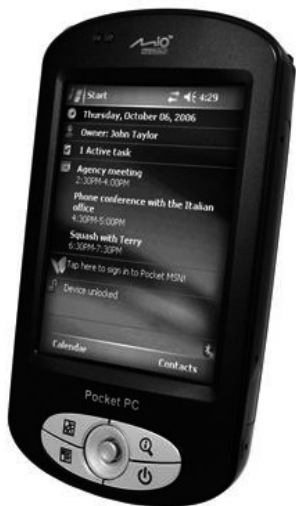 Mio
Start 4:29
Thursday, October 06, 2006
Owner: John Taylor
1 Active task
Agency meeting
2:30PM-4:00PM
Phone conference with the Italian
office
4:30PM-5:00PM
Squash with Terry
6:30PM-7:30PM
Tap here to sign in to Pocket MSN!
Device unlocked
Calendar Contacts
Pocket PC